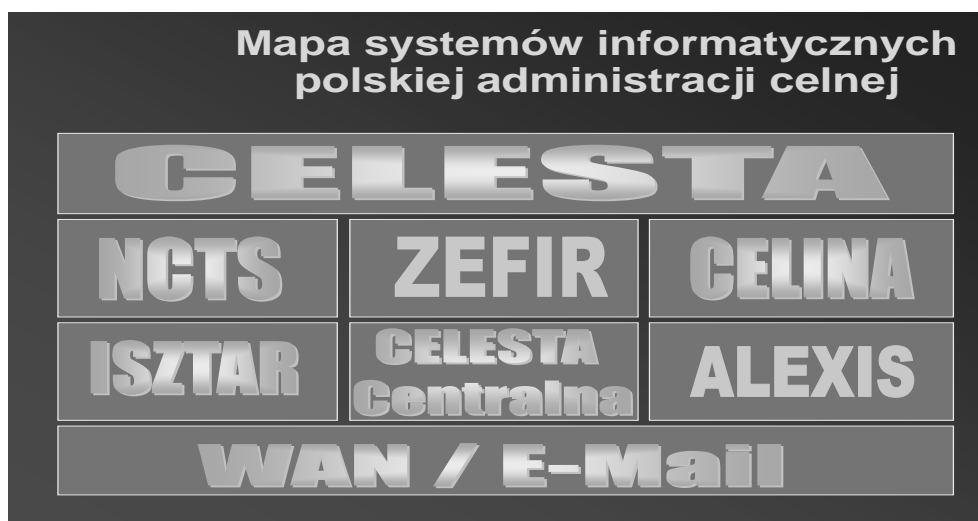 Mapa systemów informatycznych
polskiej administracji celnej
CELESTA
NCTS
ZEFIR
CELINA
ISZTAR
CELESTA
Centralna
ALEXIS
WAN / E-Mail